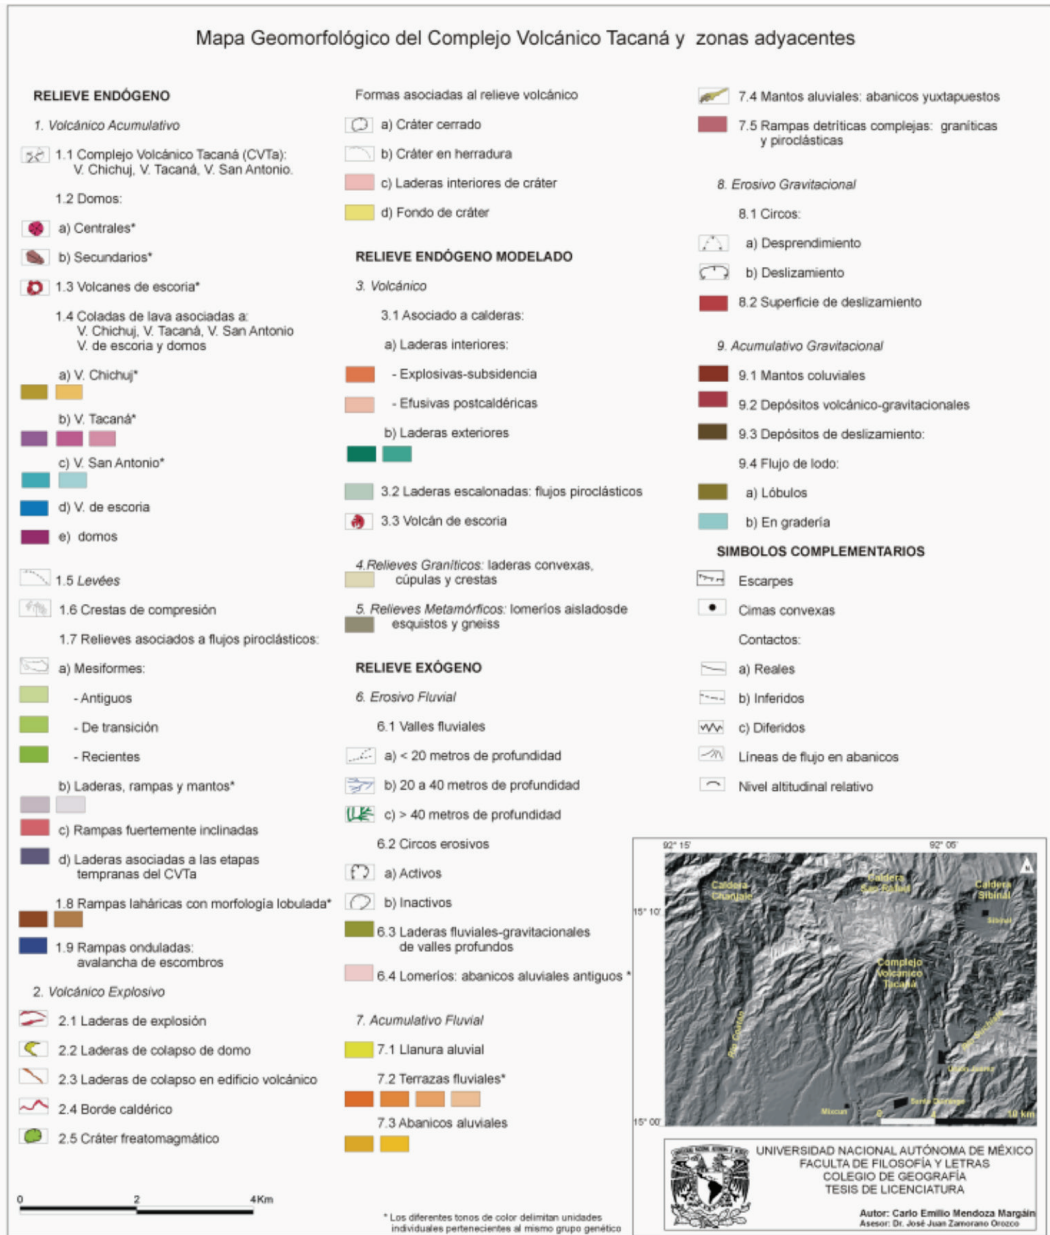 Mapa Geomorfológico del Complejo Volcánico Tacaná y zonas adyacentes
RELIEVE ENDÓGENO
1. Volcánico Acumulativo
1.1 Complejo Volcánico Tacaná (CVTa):
V. Chichuj, V. Tacaná, V. San Antonio.
1.2 Domos:
a) Centrales*
b) Secundarios*
1.3 Volcanes de escoria*
1.4 Coladas de lava asociadas a:
V. Chichuj, V. Tacaná, V. San Antonio
V. de escoria y domos
a) V. Chichuj*
b) V. Tacaná*
c) V. San Antonio*
d) V. de escoria
e) domos
1.5 Levées
1.6 Crestas de compresión
1.7 Relieves asociados a flujos piroclásticos:
a) Mesiformes:
- Antiguos
- De transición
- Recientes
b) Laderas, rampas y mantos*
c) Rampas fuertemente inclinadas
d) Laderas asociadas a las etapas
tempranas del CVTa
1.8 Rampas laháricas con morfología lobulada*
1.9 Rampas onduladas:
avalancha de escombros
2. Volcánico Explosivo
2.1 Laderas de explosión
2.2 Laderas de colapso de domo
2.3 Laderas de colapso en edificio volcánico
2.4 Borde caldérico
2.5 Cráter freatomagmático
0 2 4Km
Formas asociadas al relieve volcánico
a) Cráter cerrado
b) Cráter en herradura
c) Laderas interiores de cráter
d) Fondo de cráter
RELIEVE ENDÓGENO MODELADO
3. Volcánico
3.1 Asociado a calderas:
a) Laderas interiores:
- Explosivas-subsidencia
- Efusivas postcaldéricas
b) Laderas exteriores
3.2 Laderas escalonadas: flujos piroclásticos
3.3 Volcán de escoria
4.Relieves Graníticos: laderas convexas,
cúpulas y crestas
5. Relieves Metamórficos: lomeríos aisladosde
esquistos y gneiss
RELIEVE EXÓGENO
6. Erosivo Fluvial
6.1 Valles fluviales
a) < 20 metros de profundidad
b) 20 a 40 metros de profundidad
c) > 40 metros de profundidad
6.2 Circos erosivos
a) Activos
b) Inactivos
6.3 Laderas fluviales-gravitacionales
de valles profundos
6.4 Lomeríos: abanicos aluviales antiguos *
7. Acumulativo Fluvial
7.1 Llanura aluvial
7.2 Terrazas fluviales*
7.3 Abanicos aluviales
* Los diferentes tonos de color delimitan unidades
individuales pertenecientes al mismo grupo genético
7.4 Mantos aluviales: abanicos yuxtapuestos
7.5 Rampas detríticas complejas: graníticas
y piroclásticas
8. Erosivo Gravitacional
8.1 Circos:
a) Desprendimiento
b) Deslizamiento
8.2 Superficie de deslizamiento
9. Acumulativo Gravitacional
9.1 Mantos coluviales
9.2 Depósitos volcánico-gravitacionales
9.3 Depósitos de deslizamiento:
9.4 Flujo de lodo:
a) Lóbulos
b) En gradería
SIMBOLOS COMPLEMENTARIOS
Escarpes
Cimas convexas
Contactos:
a) Reales
b) Inferidos
c) Diferidos
Líneas de flujo en abanicos
Nivel altitudinal relativo
92° 15' 92° 05'
Caldera
Caldera
Caldera
Sibinal
15° 10'
Sibinal
Complejo
Volcánico
Tacaná
15° 00'
0 10 km
UNIVERSIDAD NACIONAL AUTÓNOMA DE MÉXICO
FACULTA DE FILOSOFÍA Y LETRAS
COLEGIO DE GEOGRAFÍA
TESIS DE LICENCIATURA
Autor: Carlo Emilio Mendoza Margáin
Asesor: Dr. José Juan Zamorano Orozco